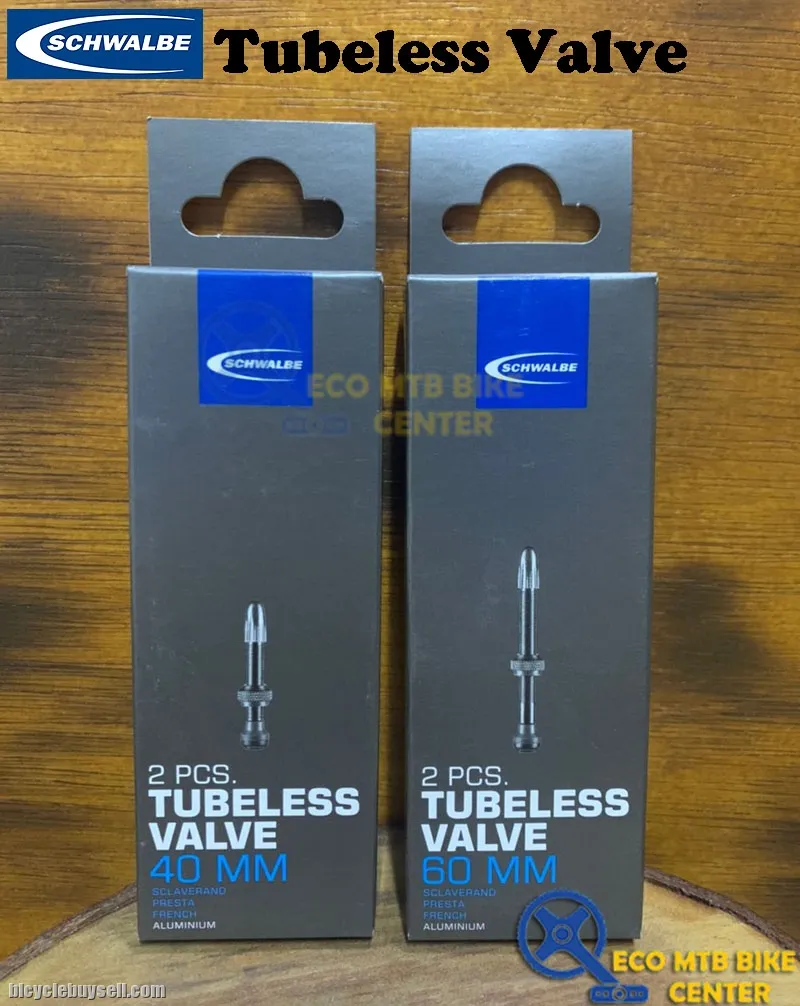 SCHWALBE Tubeless Valve
SCHWALBE
ECO MTB BIKE
CENTER
2 PCS.
TUBELESS
VALVE
40 MM
SCLAVERAND
PRESTA
FRENCH
ALUMINIUM
SCHWALBE
2 PCS.
TUBELESS
VALVE
60 MM
SCLAVERAND
PRESTA
FRENCH
ALUMINIUM
ECO MTB BIKE
CENTER
bicyclebuysell.com